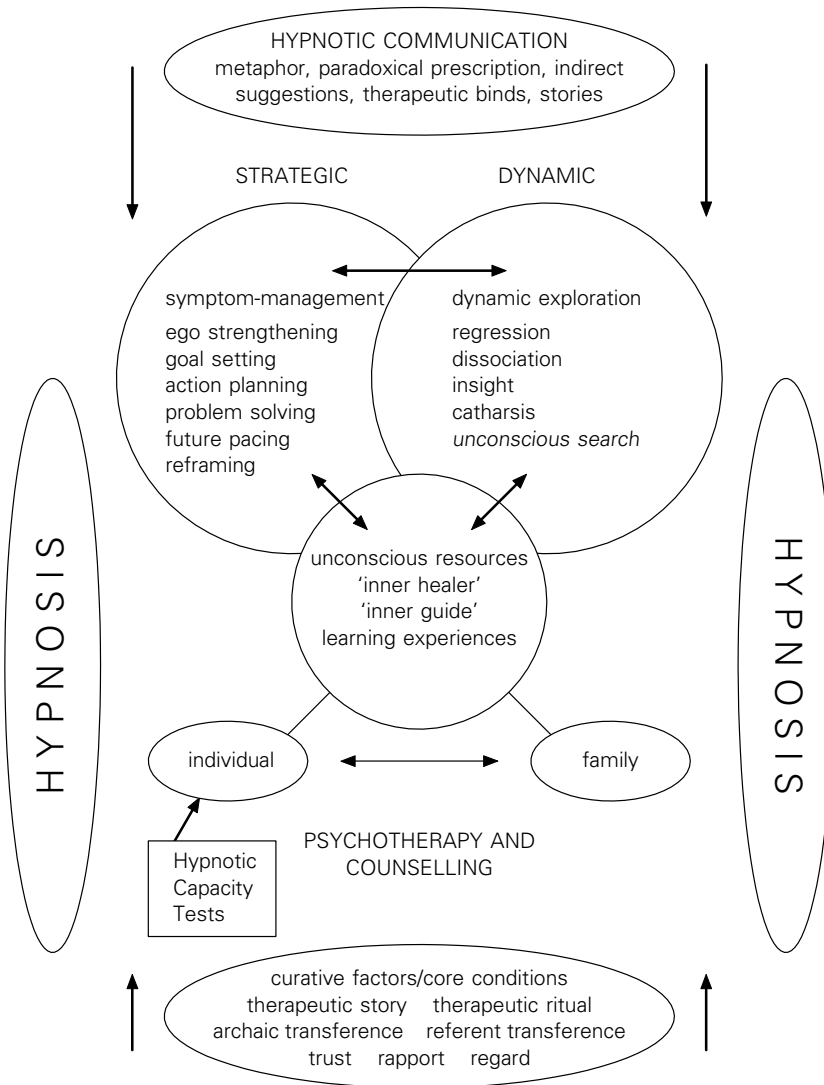 HYPNOTIC COMMUNICATION
metaphor, paradoxical prescription, indirect
suggestions, therapeutic binds, stories
STRATEGIC
DYNAMIC
symptom-management
ego strengthening
goal setting
action planning
problem solving
future pacing
reframing
dynamic exploration
regression
dissociation
insight
catharsis
unconscious search
HYPNOSIS
unconscious resources
‘inner healer’
‘inner guide’
learning experiences
HYPNOSIS
individual
family
Hypnotic
Capacity
Tests
PSYCHOTHERAPY AND
COUNSELLING
curative factors/core conditions
therapeutic story therapeutic ritual
archaic transference referent transference
trust rapport regard